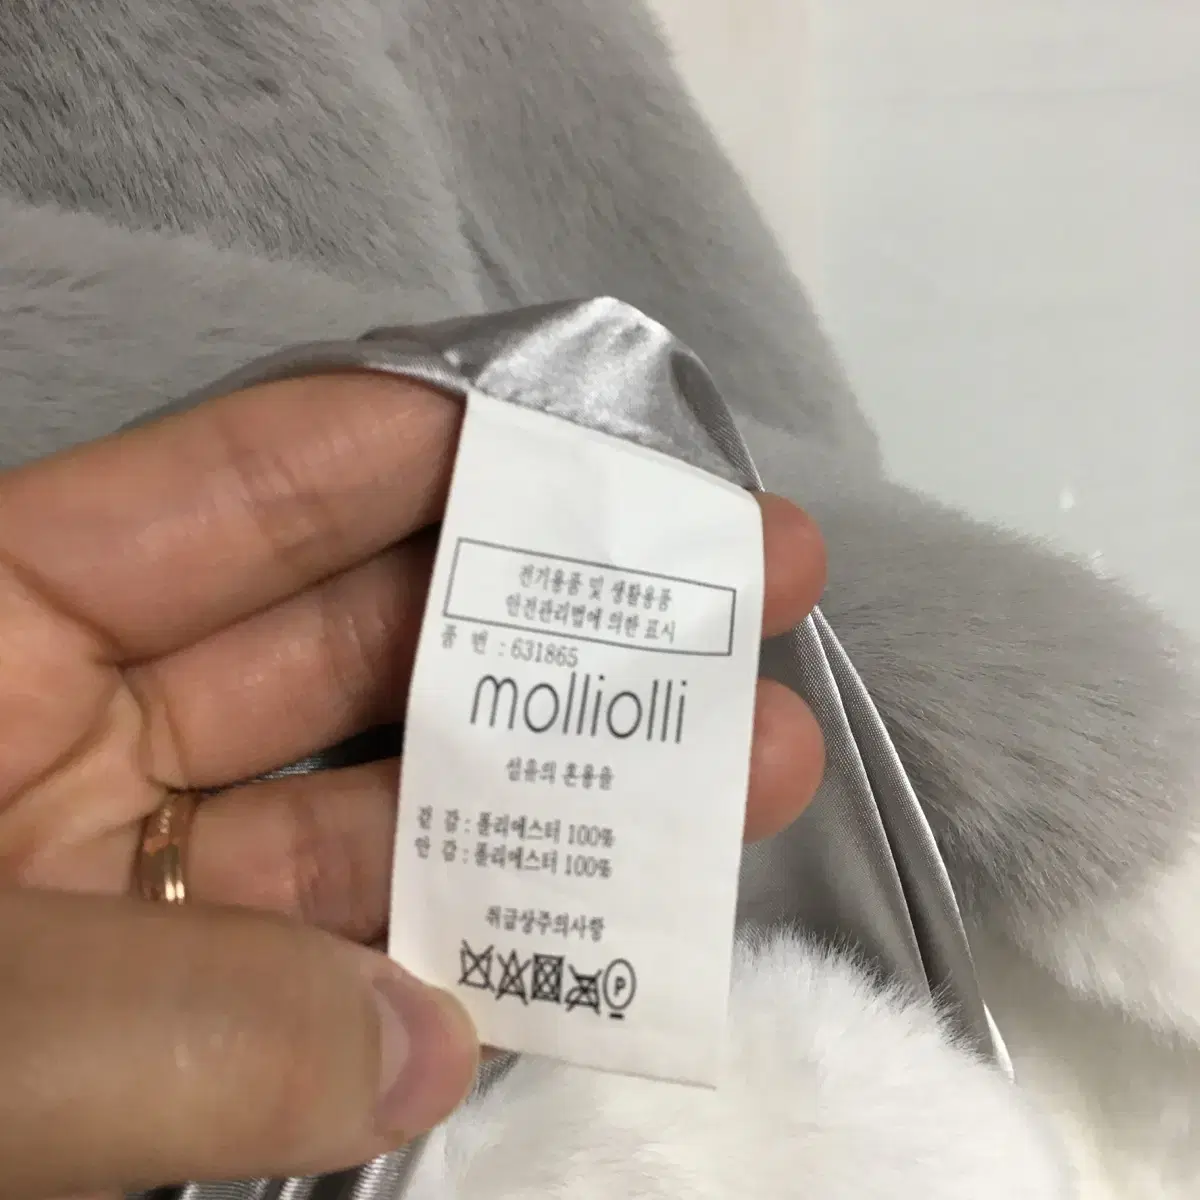 전기용품 및 생활용품
안전관리법에 의한 표시
품 번 : 631865
molliolli
섬유의 혼용율
겉 감 : 폴리에스터 100%
안 감 : 폴리에스터 100%
취급상주의사항
P